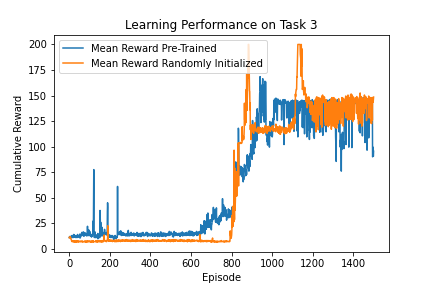 Learning Performance on Task 3
Mean Reward Pre-Trained
Mean Reward Randomly Initialized
Cumulative Reward
200
175
150
125
100
75
50
25
0
0 200 400 600 800 1000 1200 1400
Episode